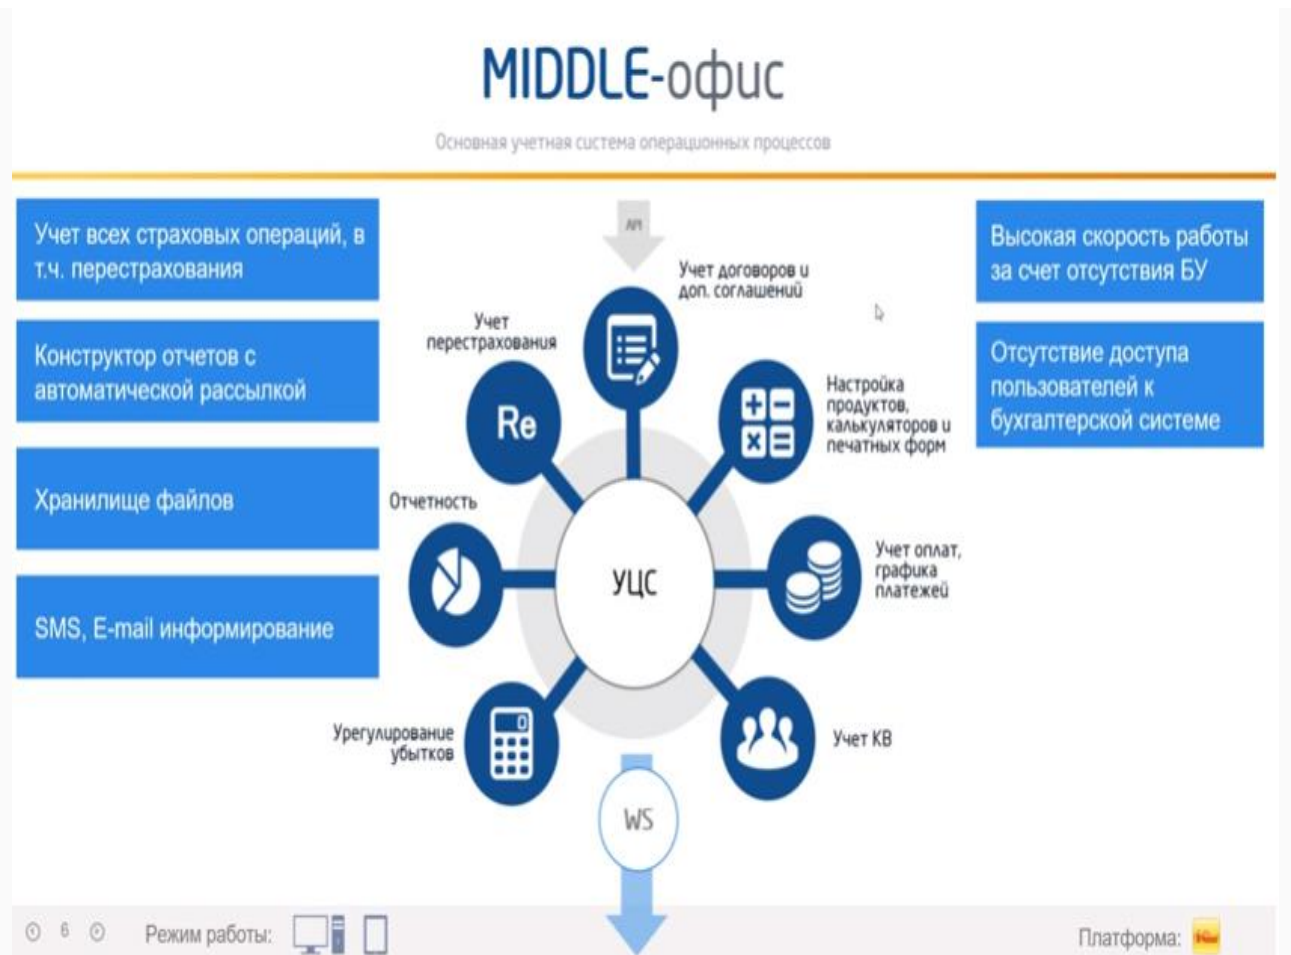 MIDDLE-офис
Основная учетная система операционных процессов
Учет всех страховых операций, в
т.ч. перестрахования
Конструктор отчетов с
автоматической рассылкой
Хранилище файлов
SMS, E-mail информирование
API
Учет договоров и
доп. соглашений
Учет
перестрахования
Re
Настройка
продуктов,
калькуляторов и
печатных форм
Отчетность
УЦС
Учет оплат,
графика
платежей
Урегулирование
убытков
Учет КВ
WS
Высокая скорость работы
за счет отсутствия БУ
Отсутствие доступа
пользователей к
бухгалтерской системе
6
Режим работы:
Платформа: